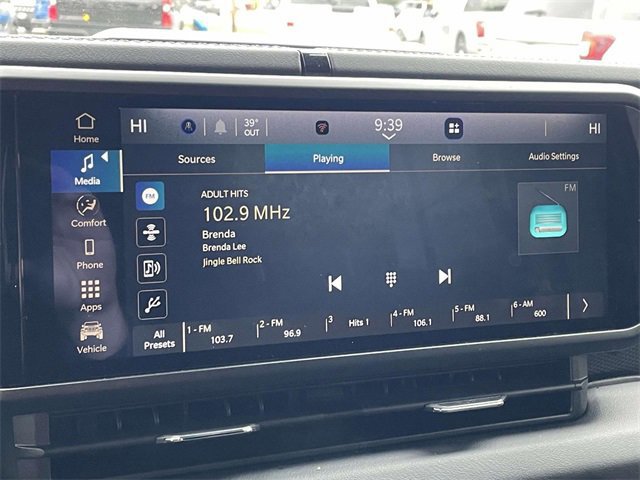 HI 39° 9:39 HI
OUT
Home
Sources Playing Browse Audio Settings
Media
FM
ADULT HITS
FM
102.9 MHz
Comfort
Brenda
Brenda Lee
Jingle Bell Rock
Phone
Apps
All Presets
1 - FM 103.7
2 - FM 96.9
3 Hits 1
4 - FM 106.1
5 - FM 88.1
6 - AM 600
Vehicle